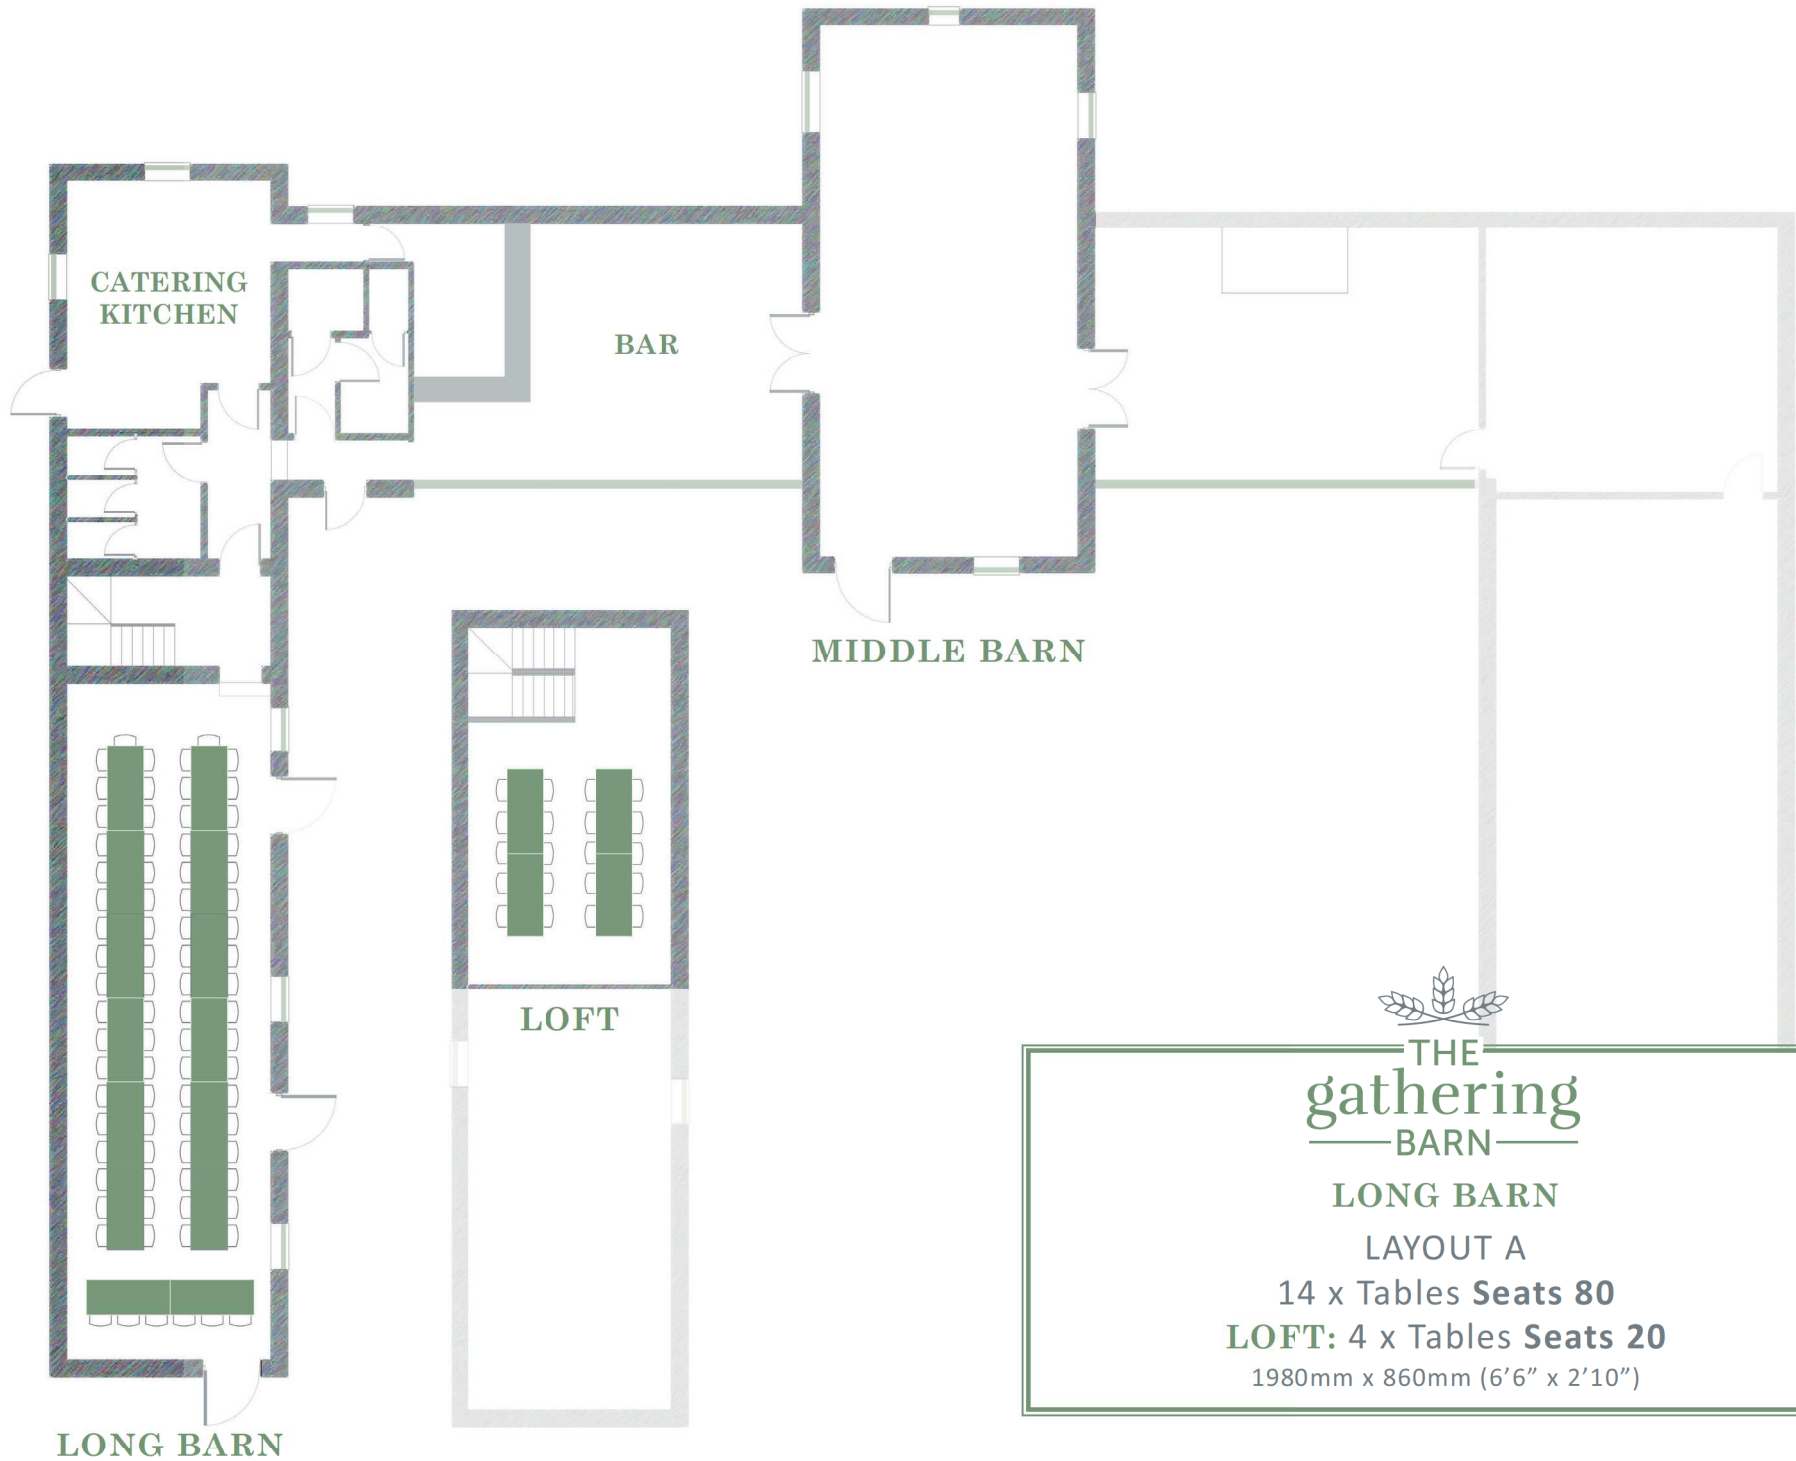 CATERING
KITCHEN
BAR
MIDDLE BARN
LOFT
LONG BARN
THE
gathering
BARN
LONG BARN
LAYOUT A
14 x Tables Seats 80
LOFT: 4 x Tables Seats 20
1980mm x 860mm (6’6” x 2’10”)